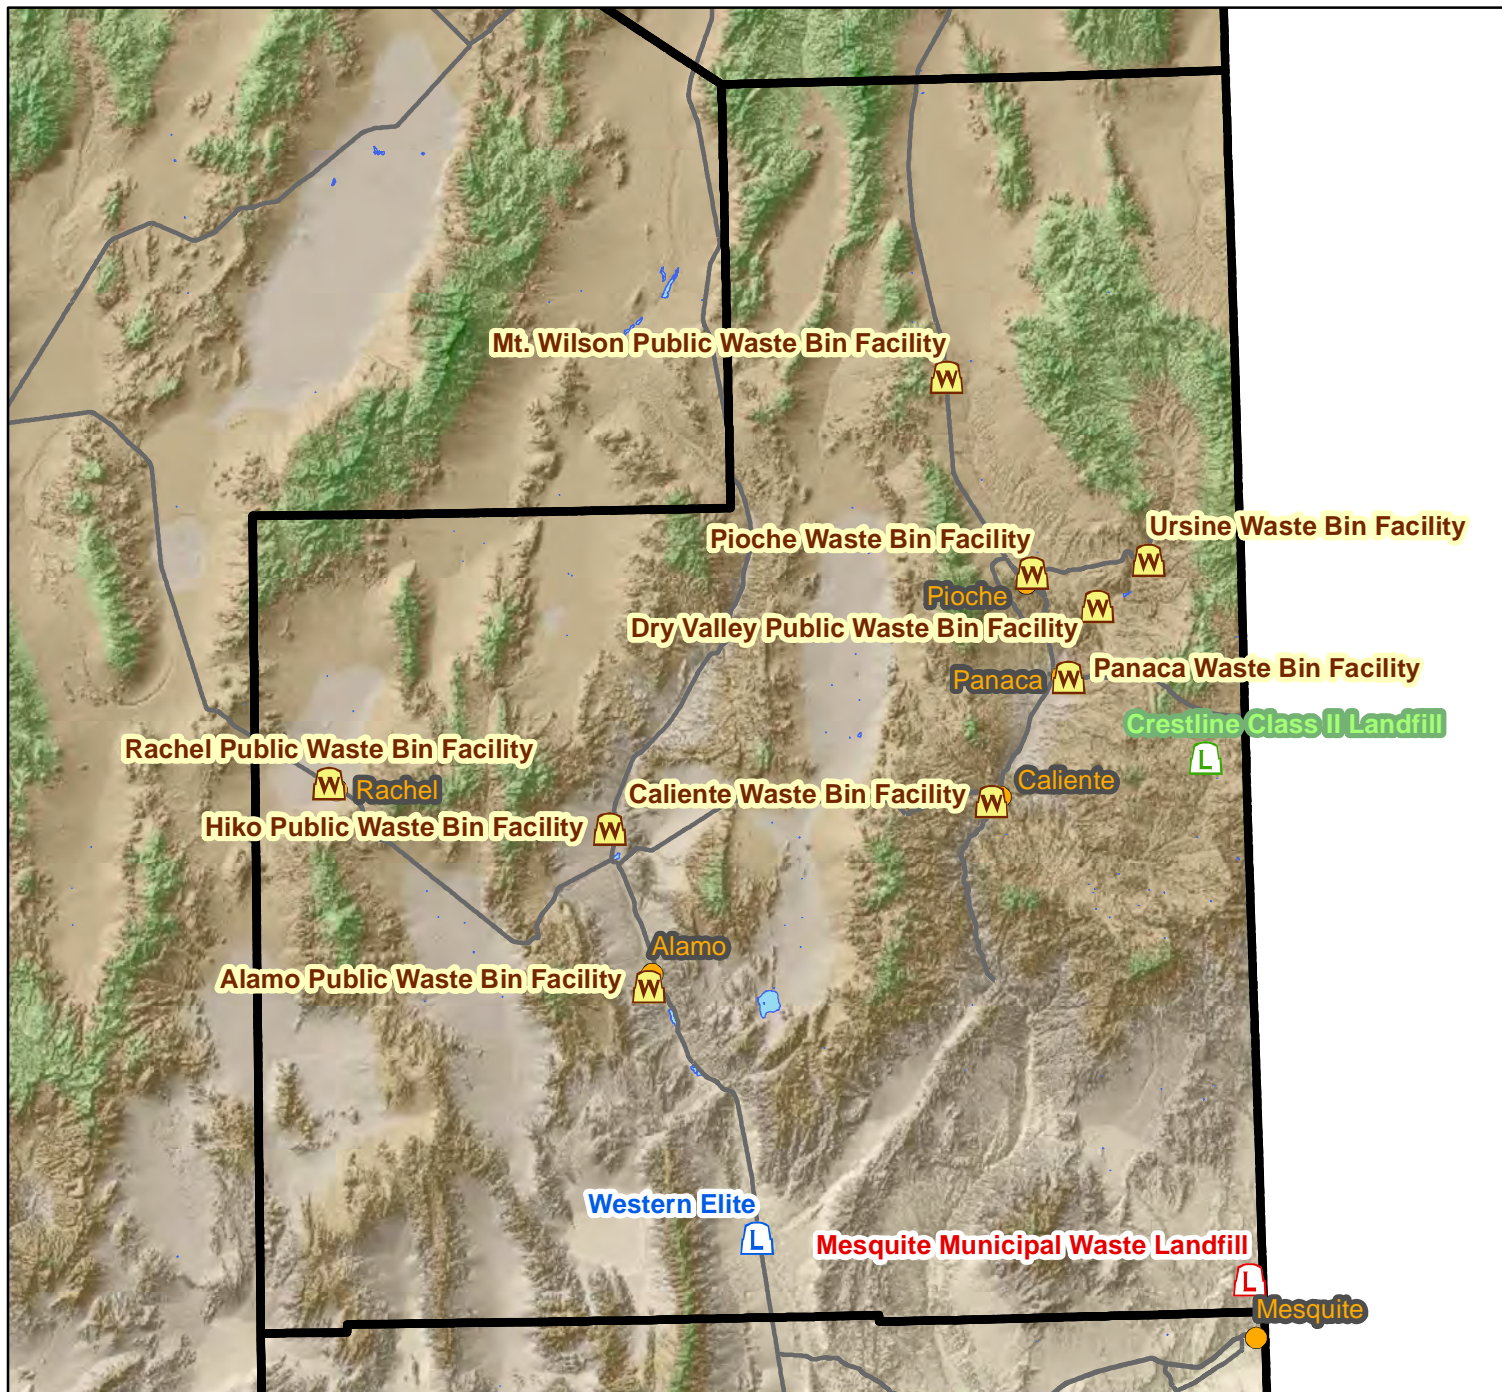 Mt. Wilson Public Waste Bin Facility
W
Ursine Waste Bin Facility
W
Pioche Waste Bin Facility
W
Pioche
W
Dry Valley Public Waste Bin Facility
Panaca Waste Bin Facility
Panaca
W
Crestline Class II Landfill
L
Rachel Public Waste Bin Facility
W
Rachel
Caliente Waste Bin Facility
W
Caliente
Hiko Public Waste Bin Facility
W
Alamo
Alamo Public Waste Bin Facility
W
Western Elite
L
Mesquite Municipal Waste Landfill
L
Mesquite